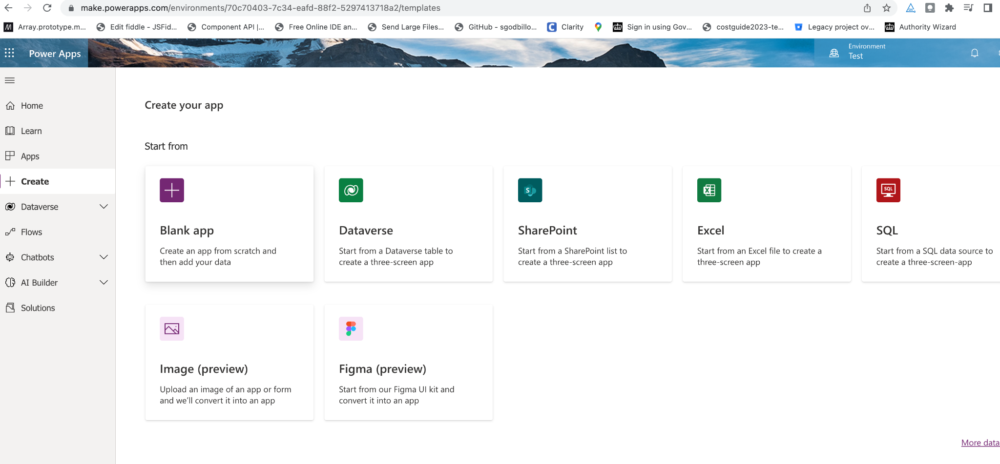 make.powerapps.com/environments/70c70403-7c34-eafd-88f2-5297413718a2/templates
Array.prototype.m... Edit fiddle - JSFid... Component API |... Free Online IDE an... Send Large Files... GitHub - sgodbillo... Clarity Sign in using Gov... costguide2023-te... Legacy project ov... Authority Wizard
Power Apps
Environment
Test
Home
Learn
Apps
Create
Dataverse
Flows
Chatbots
AI Builder
Solutions
Create your app
Start from
Blank app
Create an app from scratch and
then add your data
Dataverse
Start from a Dataverse table to
create a three-screen app
SharePoint
Start from a SharePoint list to
create a three-screen app
Excel
Start from an Excel file to create a
three-screen app
SQL
SQL
Start from a SQL data source to
create a three-screen-app
Image (preview)
Upload an image of an app or form
and we’ll convert it into an app
Figma (preview)
Start from our Figma UI kit and
convert it into an app
More data